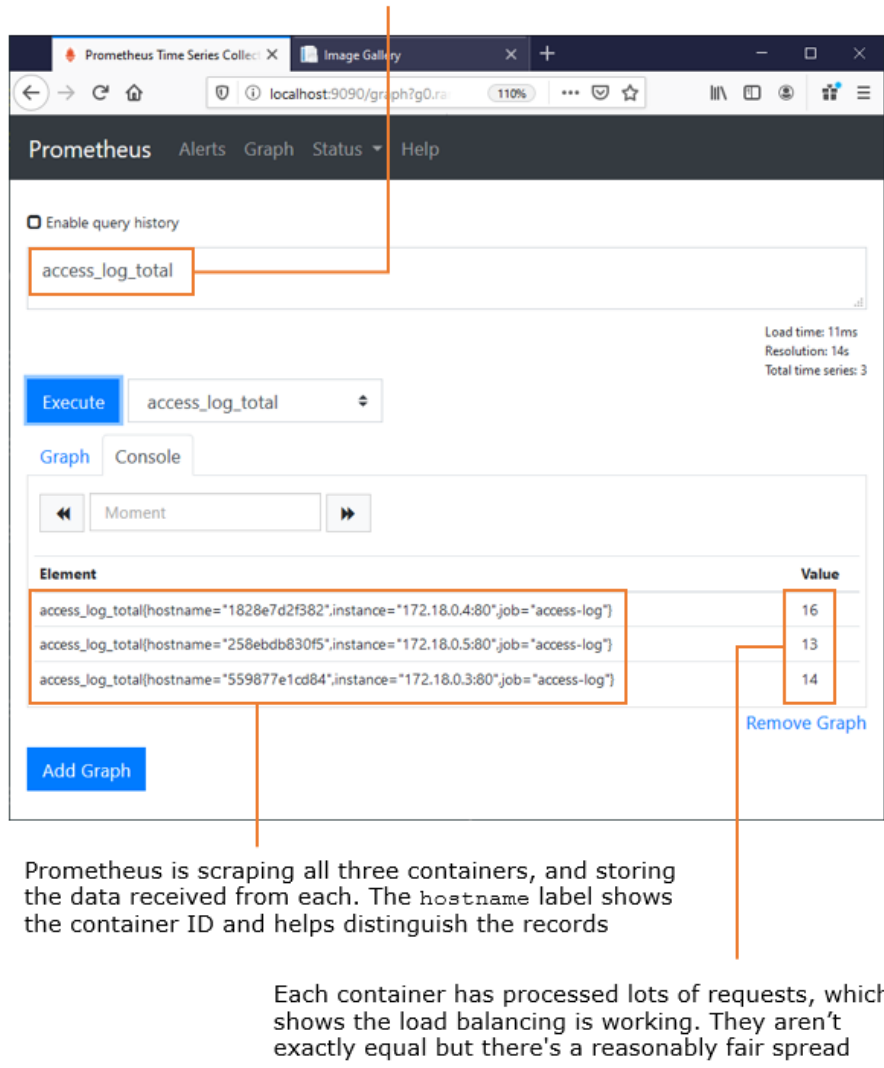 Prometheus Time Series Collec
Image Gallery
localhost:9090/graph?g0.ra
110%
Prometheus Alerts Graph Status Help
Enable query history
access_log_total
Load time: 11ms
Resolution: 14s
Total time series: 3
Execute access_log_total
Graph Console
Moment
Element Value
access_log_total{hostname="1828e7d2f382",instance="172.18.0.4:80",job="access-log"} 16
access_log_total{hostname="258ebdb830f5",instance="172.18.0.5:80",job="access-log"} 13
access_log_total{hostname="559877e1cd84",instance="172.18.0.3:80",job="access-log"} 14
Remove Graph
Add Graph
Prometheus is scraping all three containers, and storing
the data received from each. The hostname label shows
the container ID and helps distinguish the records
Each container has processed lots of requests, which
shows the load balancing is working. They aren’t
exactly equal but there's a reasonably fair spread